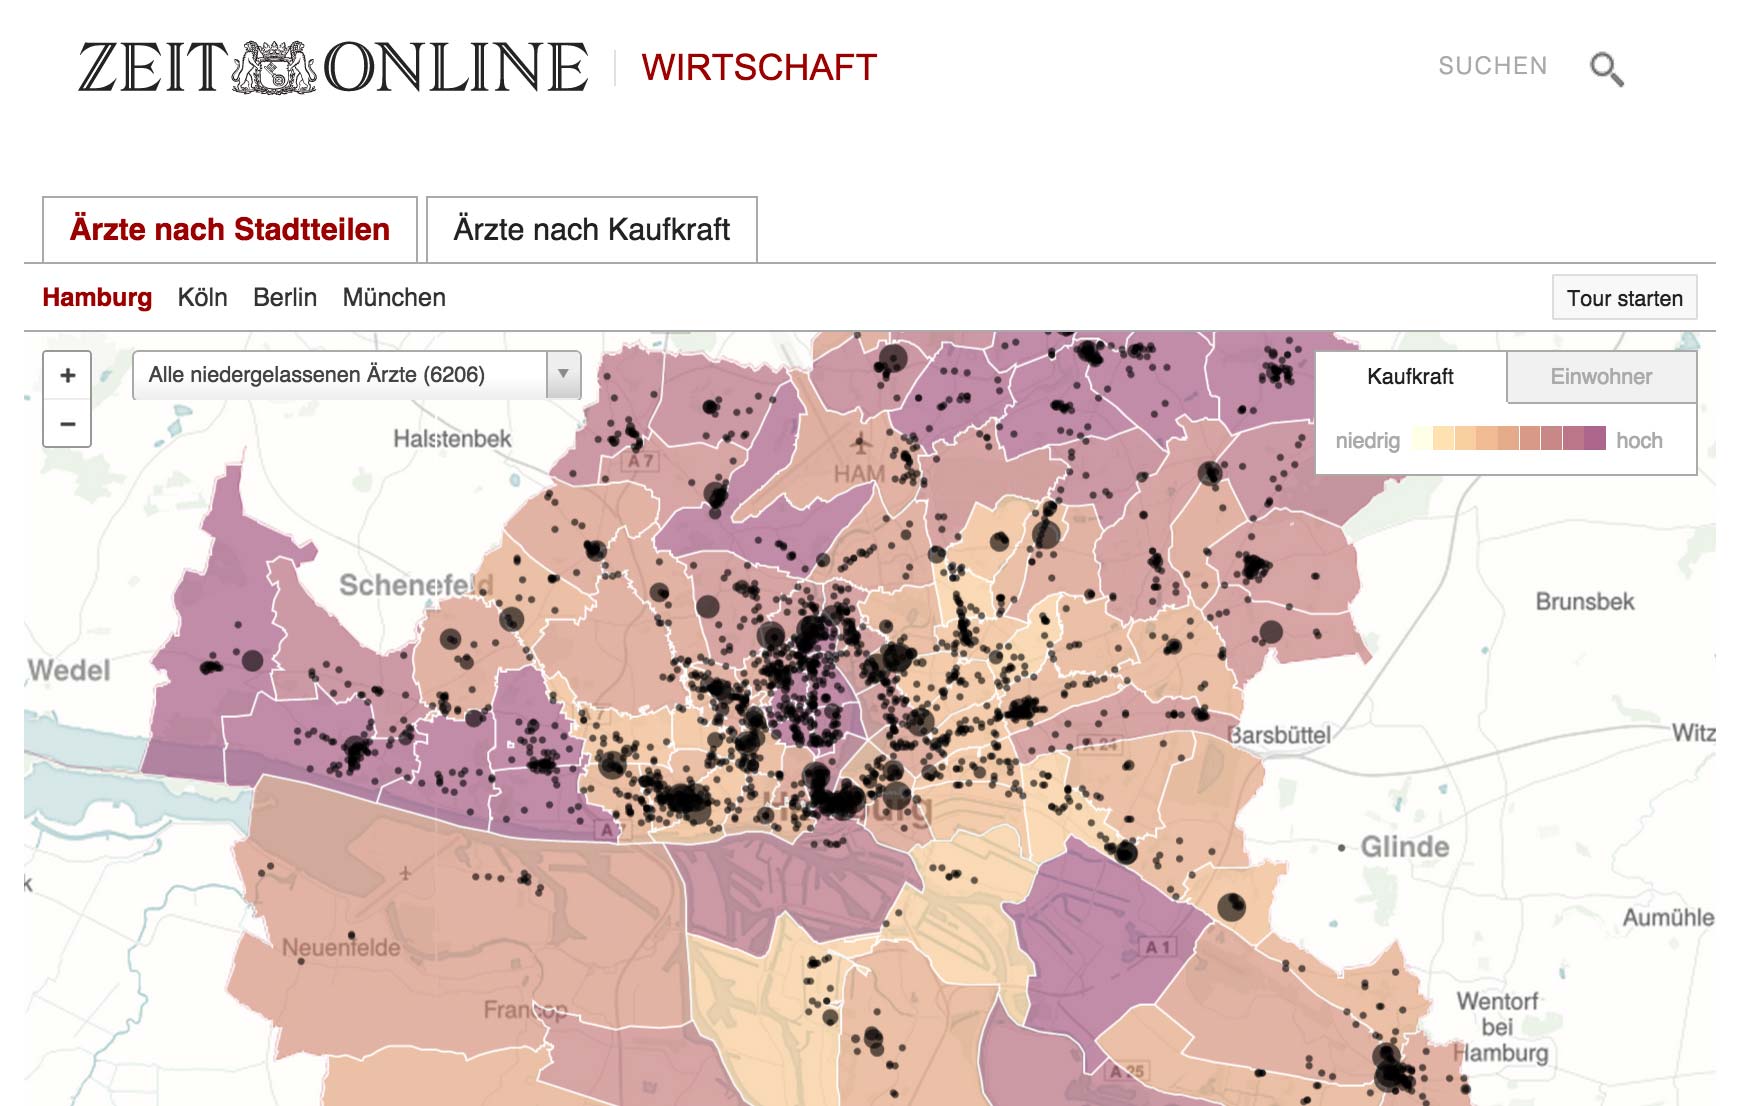 ZEIT ONLINE
WIRTSCHAFT
SUCHEN
Ärzte nach Stadtteilen
Ärzte nach Kaufkraft
Hamburg Köln Berlin München
Tour starten
+
−
Alle niedergelassenen Ärzte (6206)
Kaufkraft
Einwohner
niedrig
hoch
Halstenbek
A 7
HAM
Schenefeld
Brunsbek
Wedel
Barsbüttel
Witz
A 24
Hamburg
Glinde
Aumühle
Neuenfelde
A 1
Francop
Wentorf
bei
Hamburg
A 25